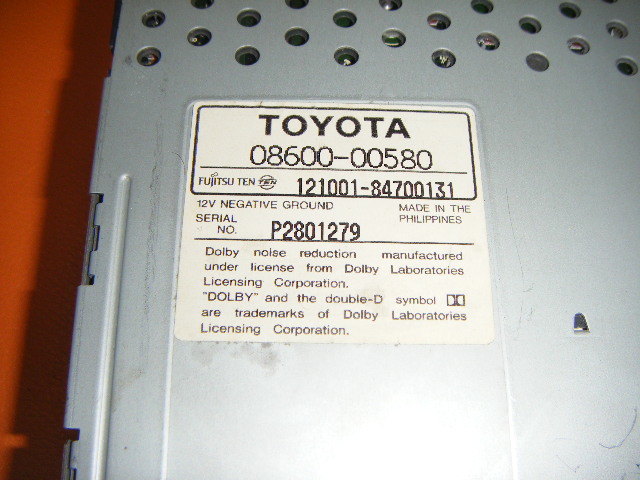 TOYOTA
08600-00580
FUJITSU TEN TEN 121001-84700131
12V NEGATIVE GROUND MADE IN THE PHILIPPINES
SERIAL NO. P2801279
Dolby noise reduction manufactured
under license from Dolby Laboratories
Licensing Corporation.
"DOLBY" and the double-D symbol
are trademarks of Dolby Laboratories
Licensing Corporation.